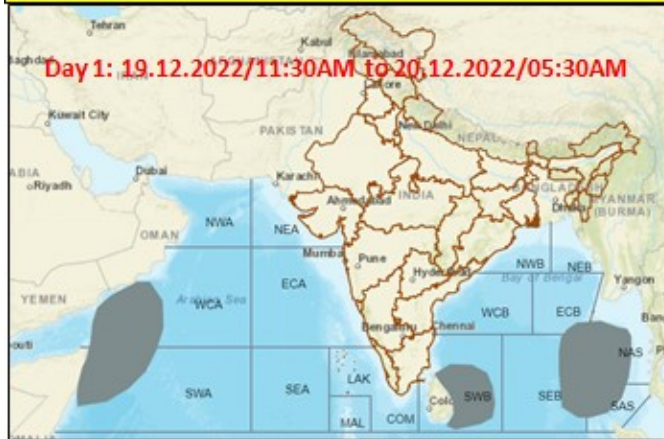 Tehran
Kabul
Islamabad
Day 1: 19.12.2022/11:30AM to 20.12.2022/05:30AM
Lahore
Kuwait City
PAKISTAN
New Delhi
NEPAL
Dubai
Riyadh
Karachi
Ahmedabad
INDIA
BANGLADESH
Dhaka
MYANMAR
(BURMA)
OMAN
NWA
NEA
Mumbai
Pune
Hyderabad
NWB
NEB
Bay of Bengal
Yangon
YEMEN
Arabian Sea
WCA
ECA
WCB
ECB
Bengaluru
Chennai
NAS
SWA
SEA
LAK
SWB
SEB
SAS
MAL
COM